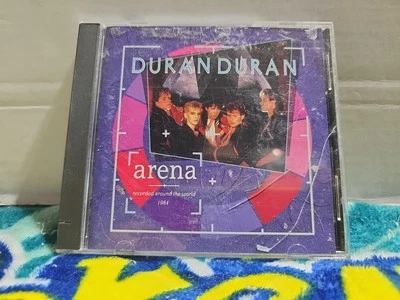 DURAN DURAN
arena
recorded around the world
1984